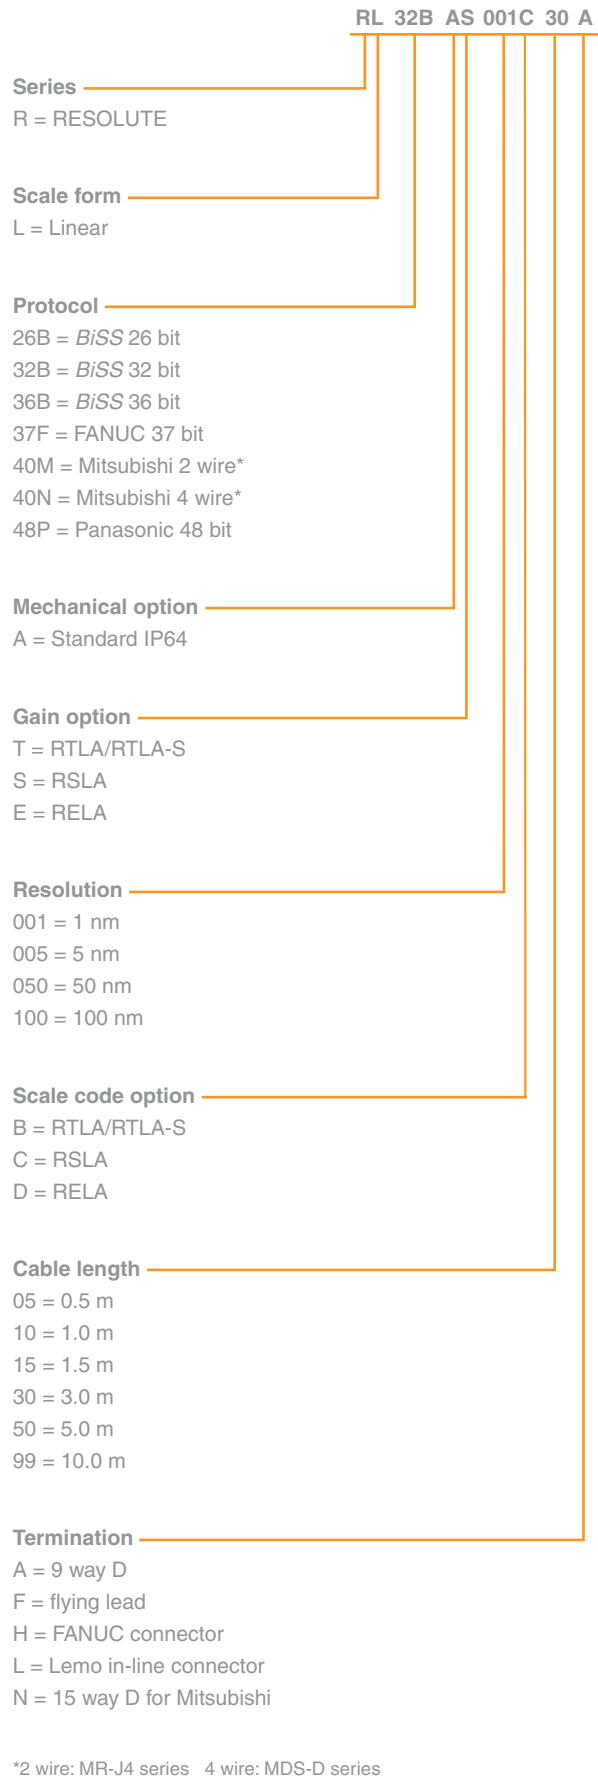 RL 32B AS 001C 30 A
Series
R = RESOLUTE
Scale form
L = Linear
Protocol
26B = BiSS 26 bit
32B = BiSS 32 bit
36B = BiSS 36 bit
37F = FANUC 37 bit
40M = Mitsubishi 2 wire*
40N = Mitsubishi 4 wire*
48P = Panasonic 48 bit
Mechanical option
A = Standard IP64
Gain option
T = RTLA/RTLA-S
S = RSLA
E = RELA
Resolution
001 = 1 nm
005 = 5 nm
050 = 50 nm
100 = 100 nm
Scale code option
B = RTLA/RTLA-S
C = RSLA
D = RELA
Cable length
05 = 0.5 m
10 = 1.0 m
15 = 1.5 m
30 = 3.0 m
50 = 5.0 m
99 = 10.0 m
Termination
A = 9 way D
F = flying lead
H = FANUC connector
L = Lemo in-line connector
N = 15 way D for Mitsubishi
*2 wire: MR-J4 series 4 wire: MDS-D series